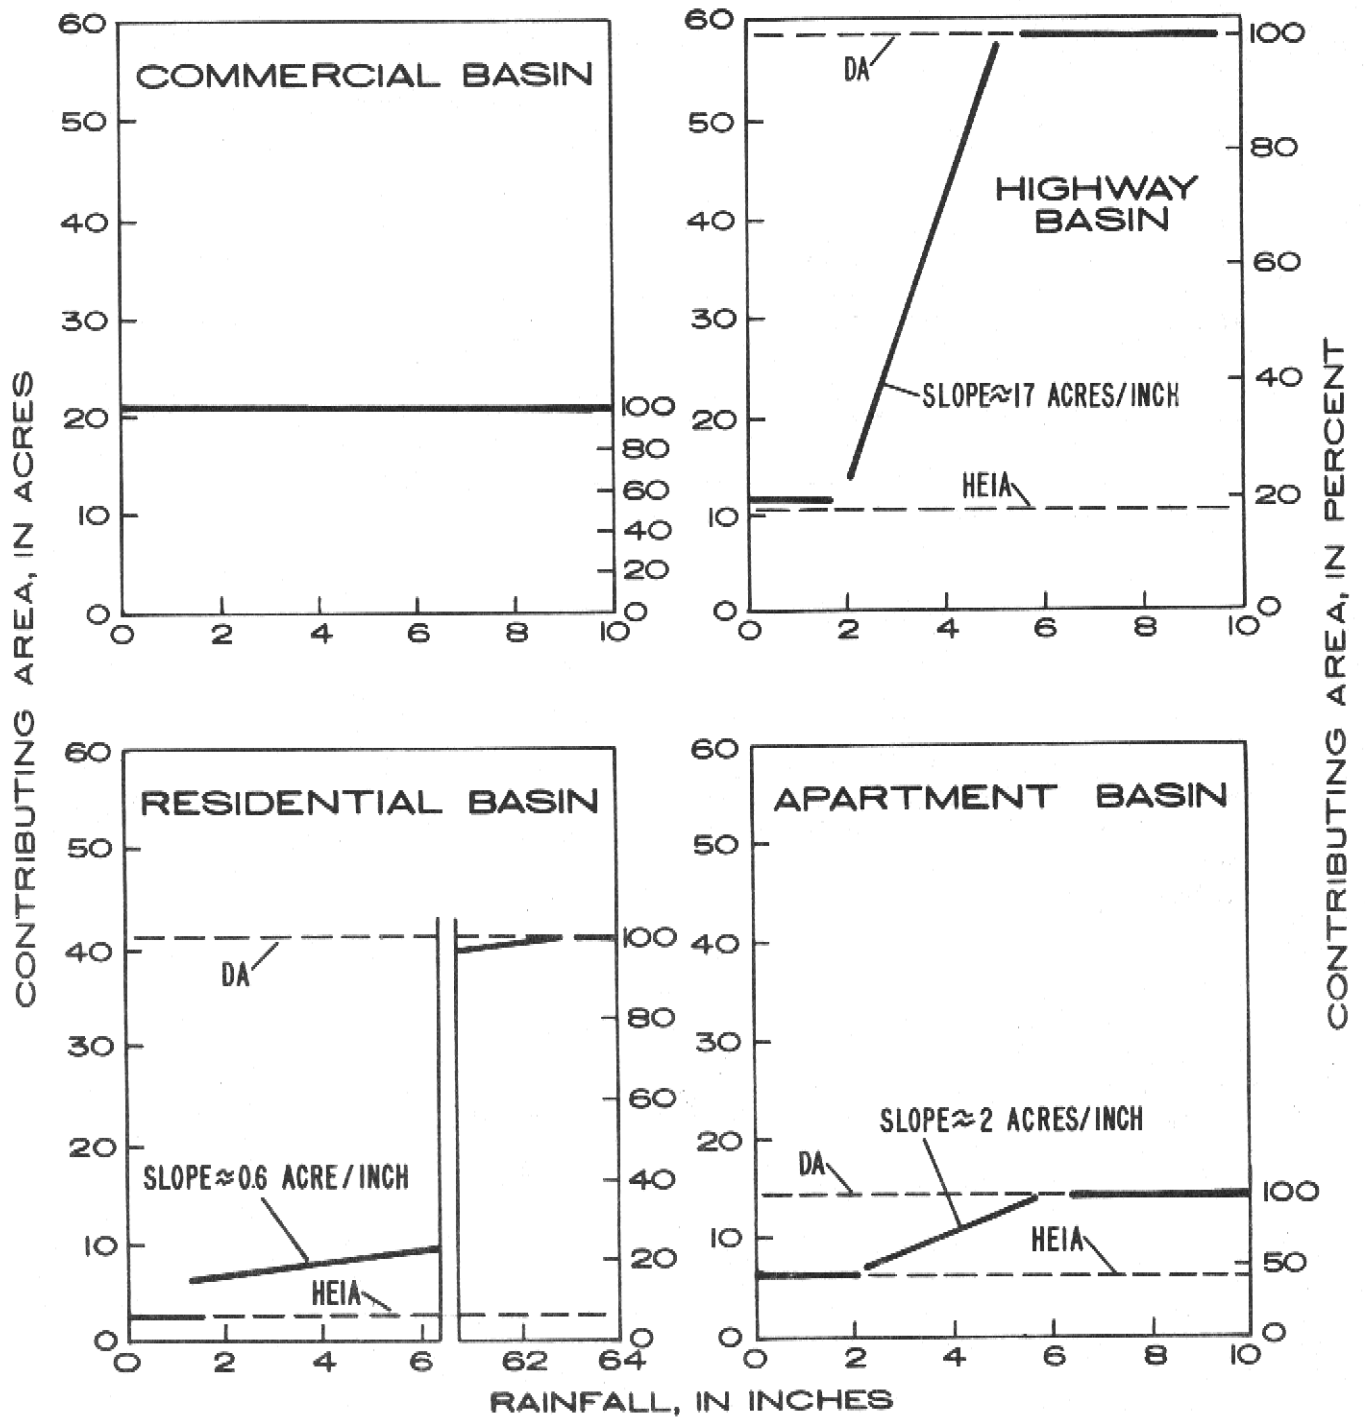 CONTRIBUTING AREA, IN ACRES
CONTRIBUTING AREA, IN PERCENT
COMMERCIAL BASIN
60
50
40
30
20
10
0
100
80
60
40
20
0
0 2 4 6 8 10
HIGHWAY
BASIN
60
50
40
30
20
10
0
DA
SLOPE≈17 ACRES/INCH
HEIA
100
80
60
40
20
0
0 2 4 6 8 10
RESIDENTIAL BASIN
60
50
40
30
20
10
0
DA
SLOPE≈0.6 ACRE/INCH
HEIA
100
80
60
40
20
0
0 2 4 6 62 64
APARTMENT BASIN
60
50
40
30
20
10
0
SLOPE≈2 ACRES/INCH
DA
HEIA
100
50
0
0 2 4 6 8 10
RAINFALL, IN INCHES